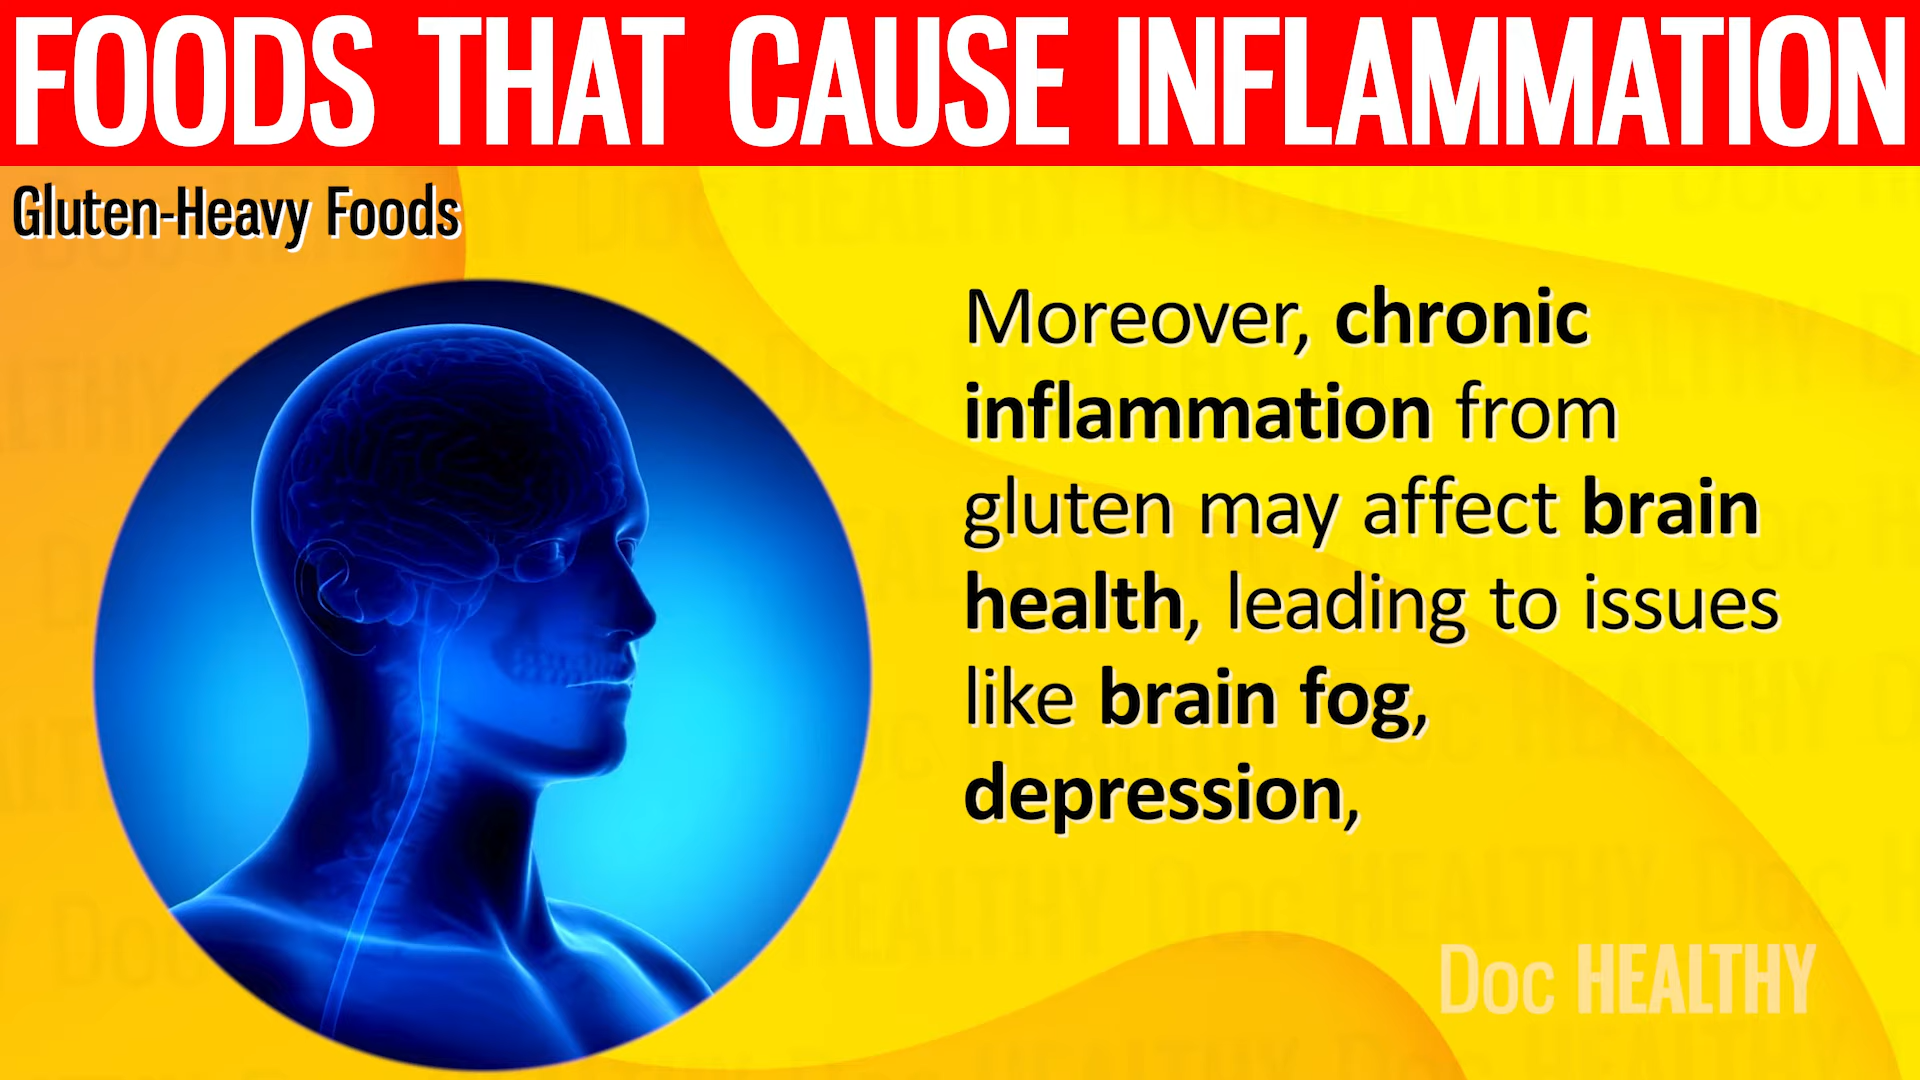 FOODS THAT CAUSE INFLAMMATION
Gluten-Heavy Foods
Moreover, chronic
inflammation from
gluten may affect brain
health, leading to issues
like brain fog,
depression,
Doc HEALTHY